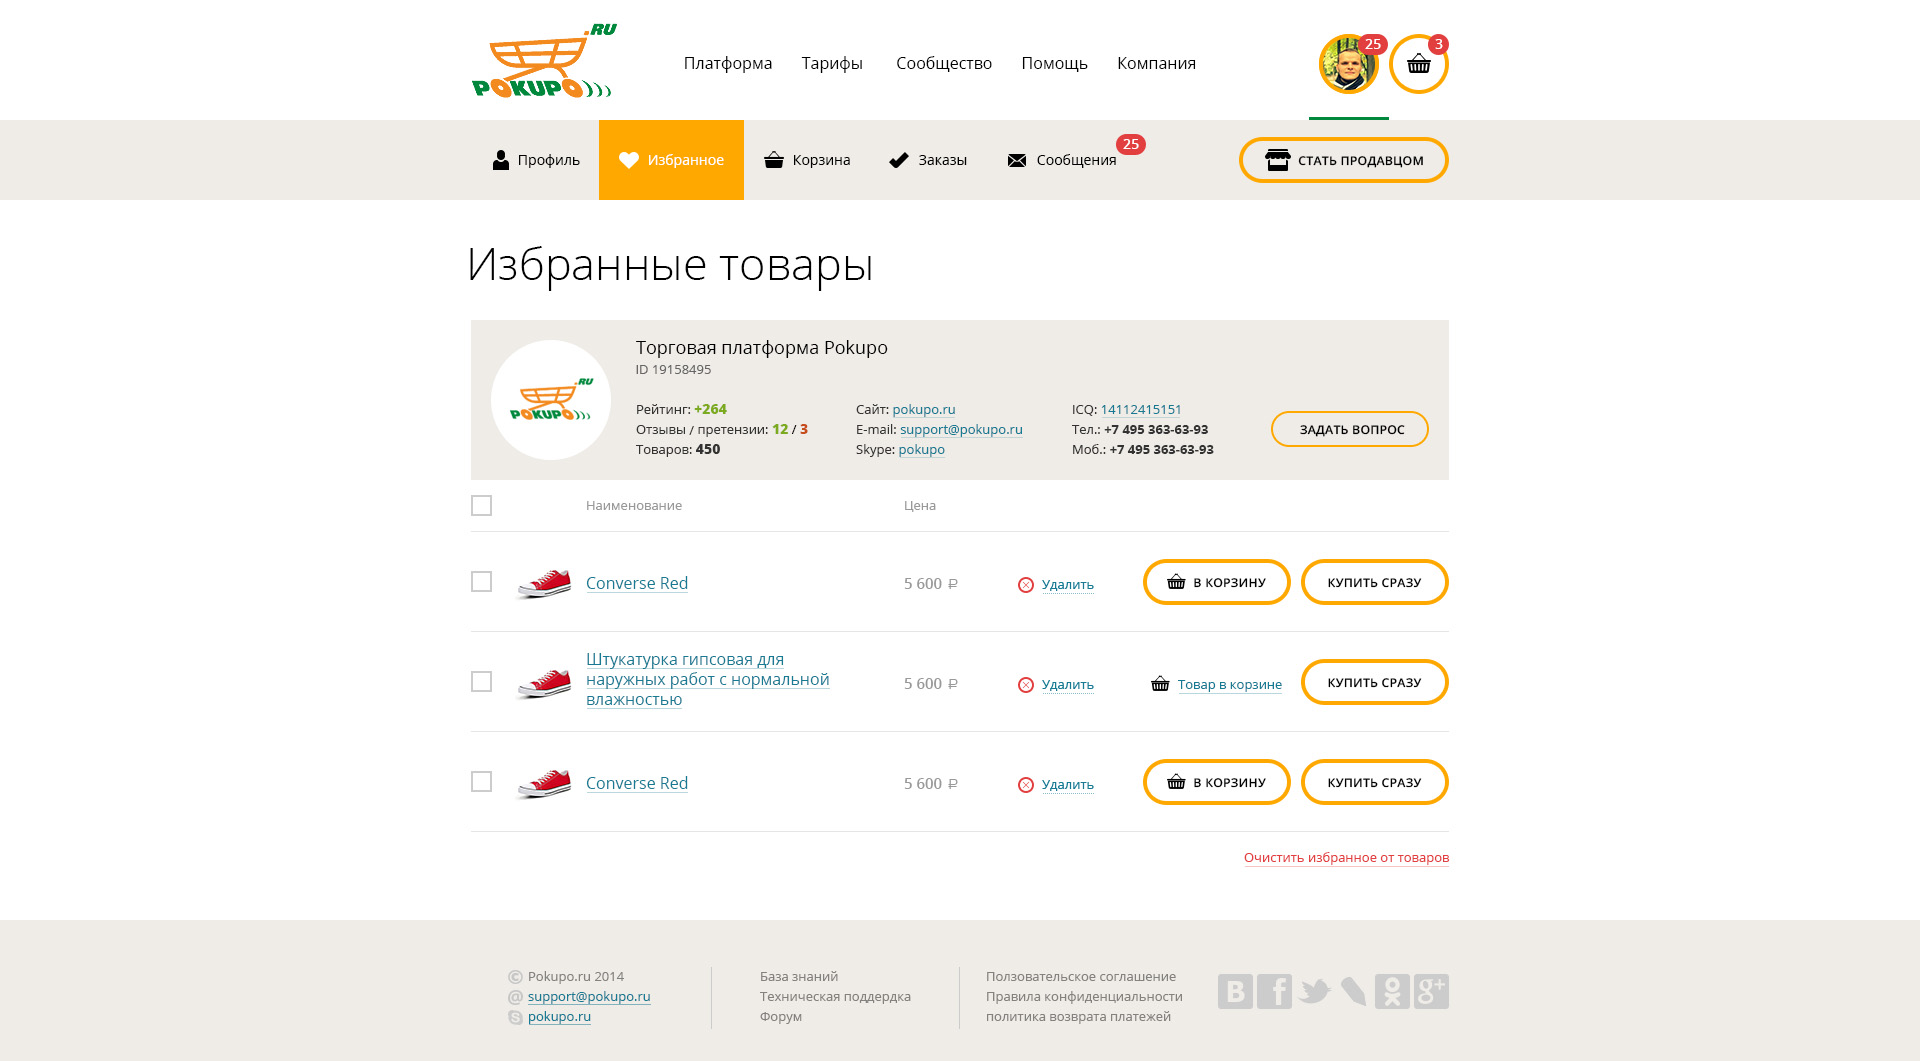 .RU
POKUPO
Платформа
Тарифы
Сообщество
Помощь
Компания
25
3
Профиль
Избранное
Корзина
Заказы
Сообщения
25
СТАТЬ ПРОДАВЦОМ
Избранные товары
.RU
POKUPO
Торговая платформа Pokupo
ID 19158495
Рейтинг: +264
Отзывы / претензии: 12 / 3
Товаров: 450
Сайт: pokupo.ru
E-mail: support@pokupo.ru
Skype: pokupo
ICQ: 14112415151
Тел.: +7 495 363-63-93
Моб.: +7 495 363-63-93
ЗАДАТЬ ВОПРОС
Наименование
Цена
Converse Red
5 600 ₽
Удалить
В КОРЗИНУ
КУПИТЬ СРАЗУ
Штукатурка гипсовая для
наружных работ с нормальной
влажностью
5 600 ₽
Удалить
Товар в корзине
КУПИТЬ СРАЗУ
Converse Red
5 600 ₽
Удалить
В КОРЗИНУ
КУПИТЬ СРАЗУ
Очистить избранное от товаров
© Pokupo.ru 2014
@ support@pokupo.ru
pokupo.ru
База знаний
Техническая поддердка
Форум
Ползовательское соглашение
Правила конфиденциальности
политика возврата платежей